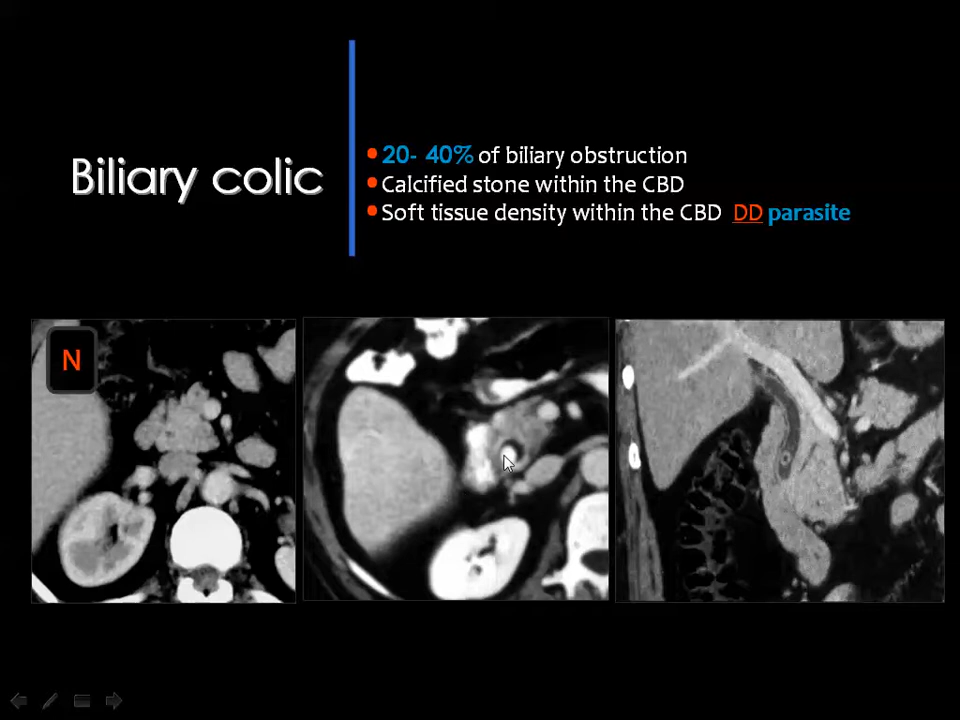 Biliary colic
20- 40% of biliary obstruction
Calcified stone within the CBD
Soft tissue density within the CBD DD parasite
N